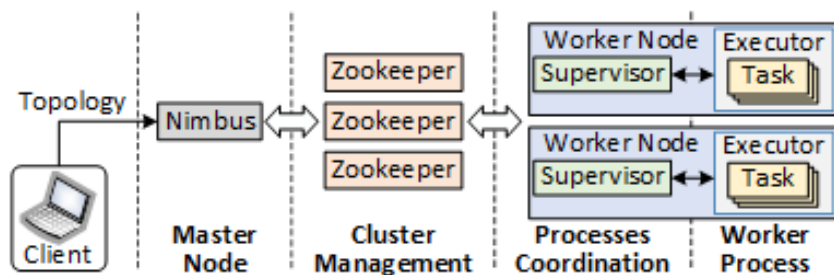 Topology
Client
Nimbus
Master
Node
Zookeeper
Zookeeper
Zookeeper
Cluster
Management
Worker Node
Supervisor
Executor
Task
Worker Node
Supervisor
Executor
Task
Processes
Coordination
Worker
Process